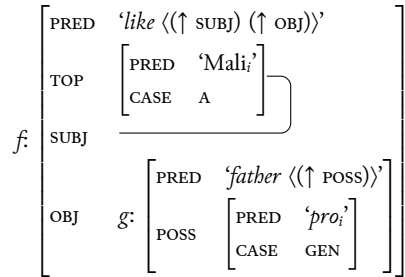 PRED ‘like ⟨(↑ SUBJ) (↑ OBJ)⟩’
TOP
PRED ‘Maliᵢ’
CASE A
f: SUBJ
OBJ g:
PRED ‘father ⟨(↑ POSS)⟩’
POSS
PRED ‘proᵢ’
CASE GEN